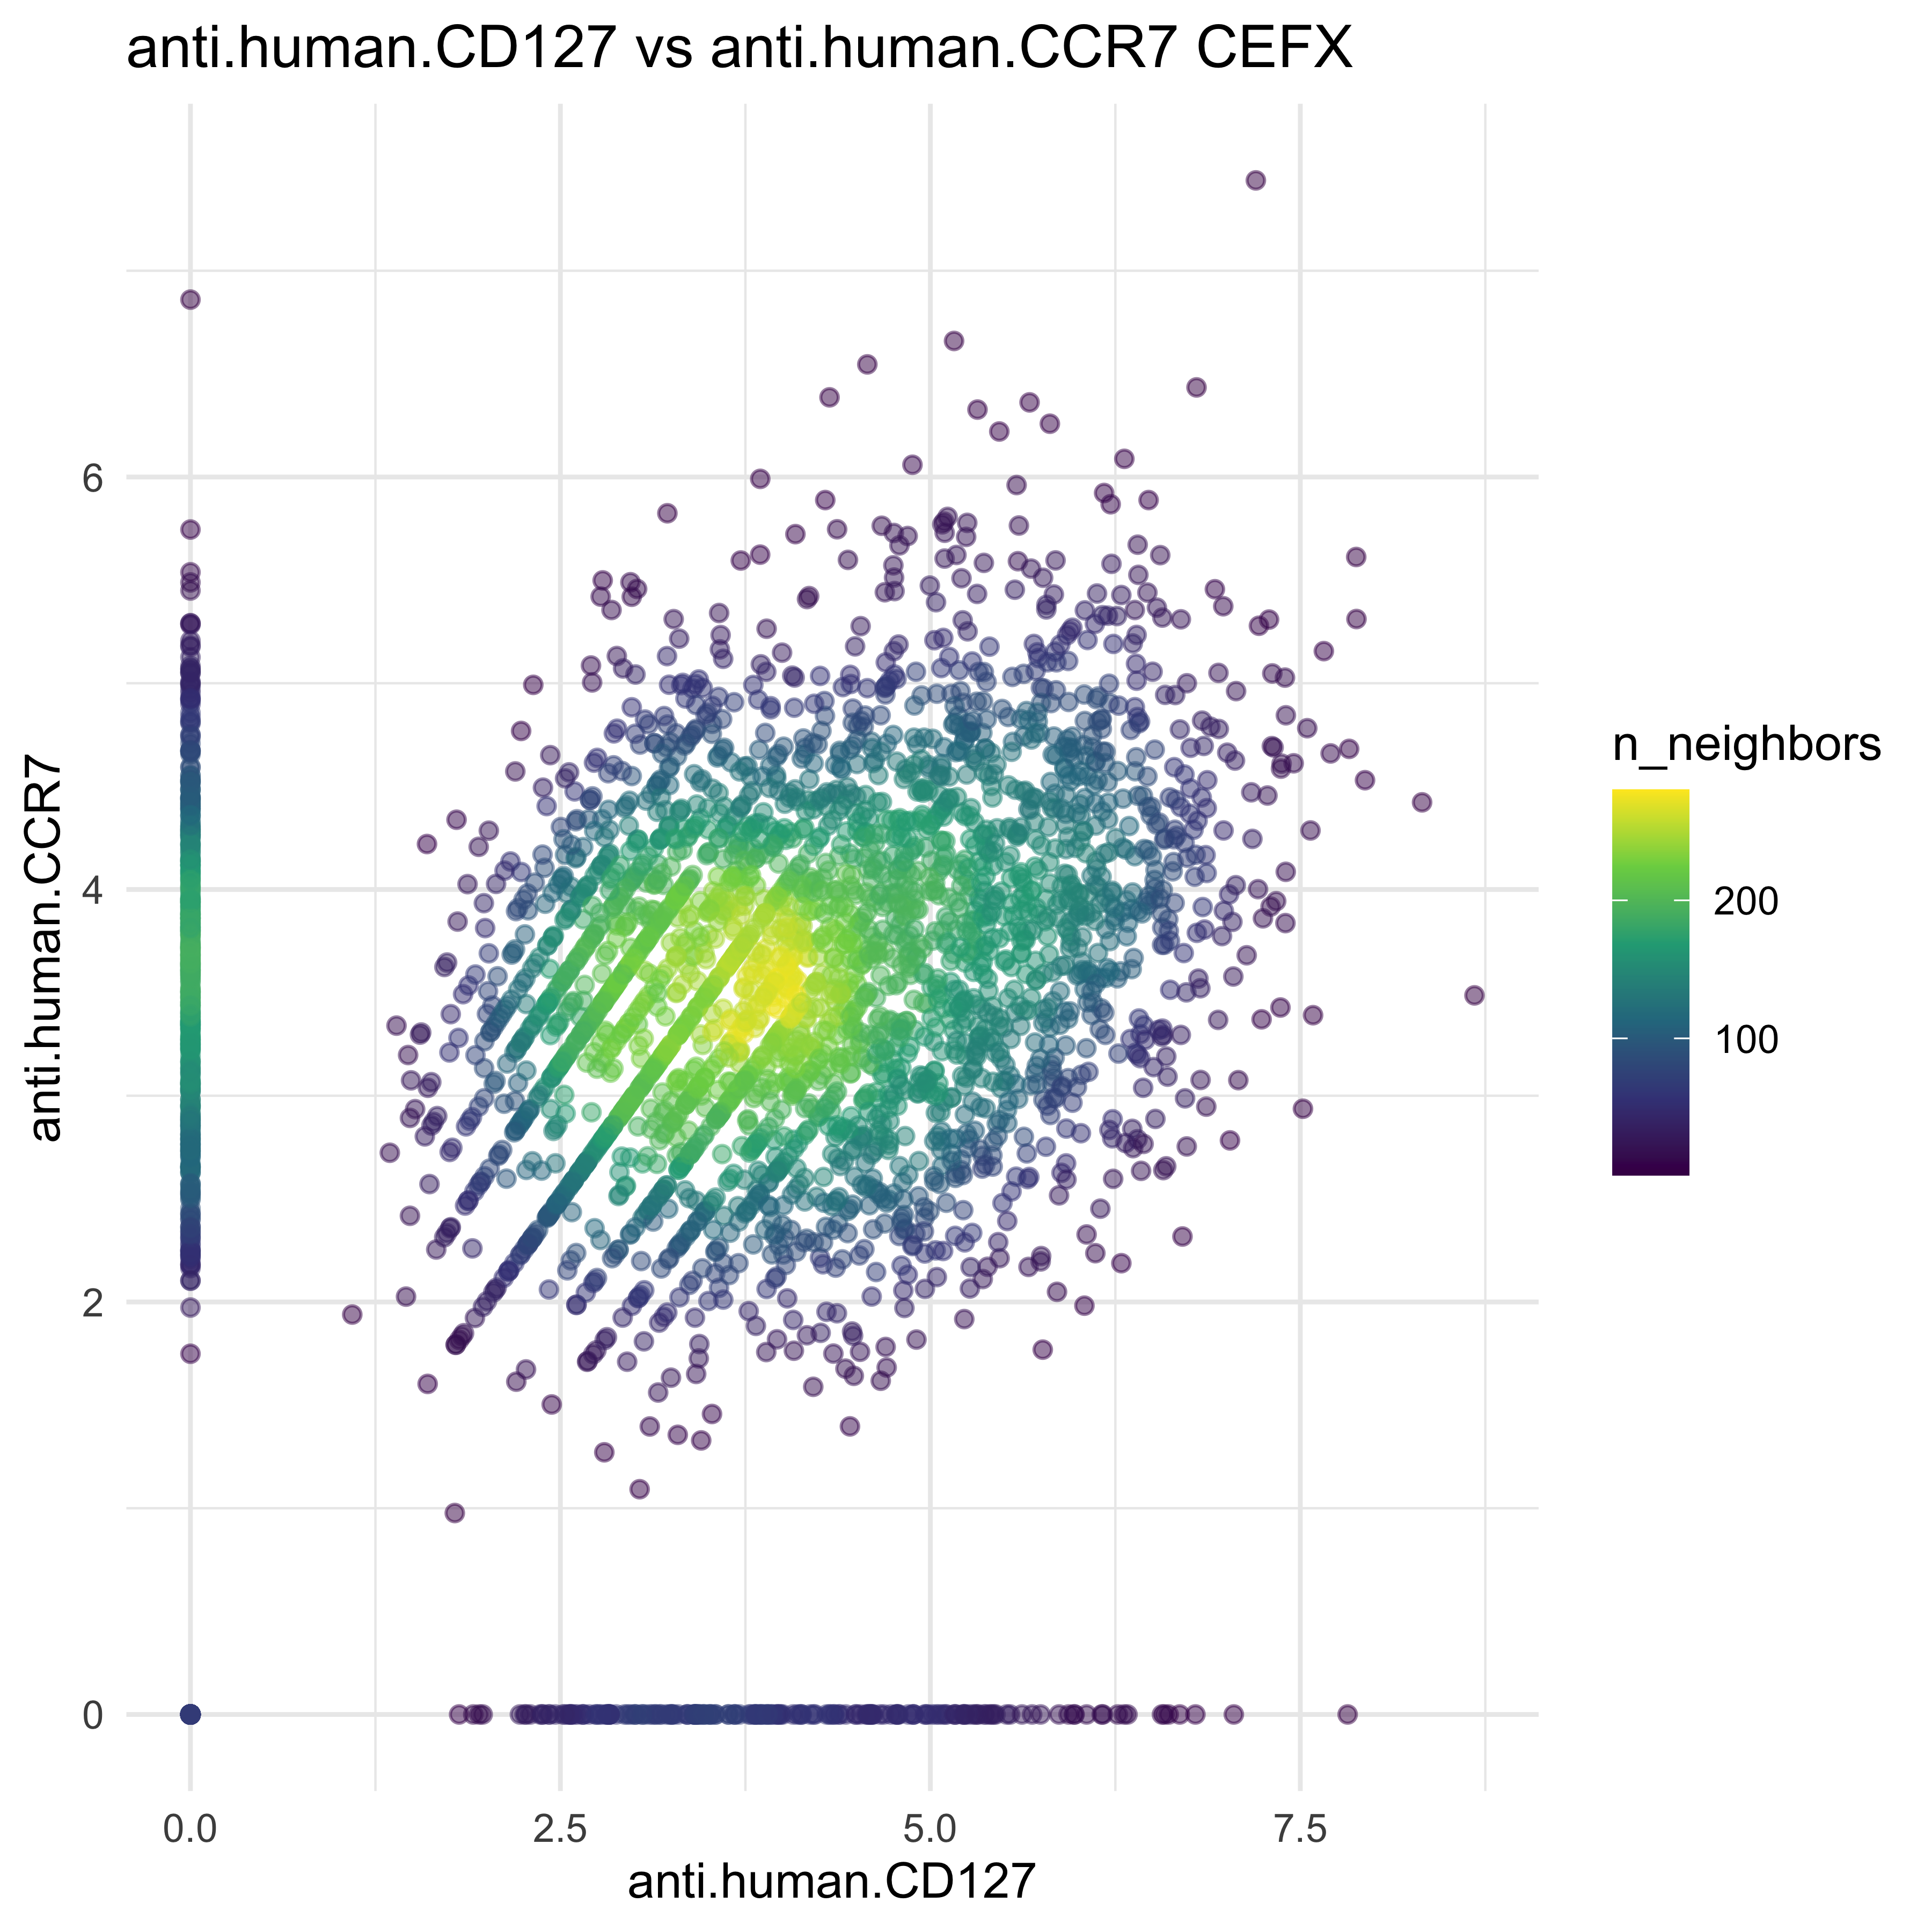 anti.human.CD127 vs anti.human.CCR7 CEFX
anti.human.CCR7
6
4
2
0
0.0 2.5 5.0 7.5
anti.human.CD127
n_neighbors
200
100